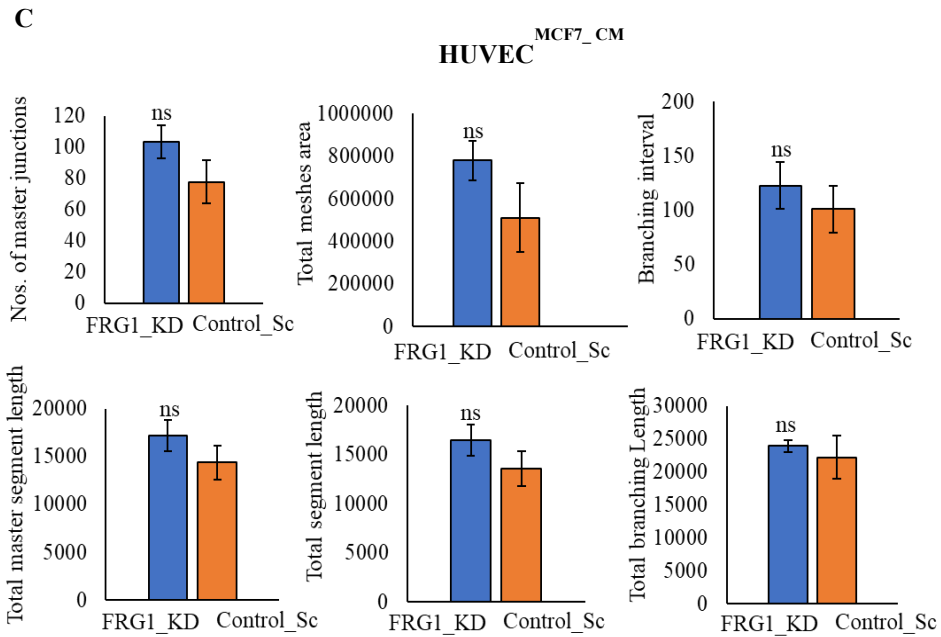 C
HUVEC MCF7_ CM
Nos. of master junctions
120
100
80
60
40
20
0
ns
FRG1_KD Control_Sc
Total meshes area
1000000
800000
600000
400000
200000
0
ns
FRG1_KD Control_Sc
Branching interval
200
150
100
50
0
ns
FRG1_KD Control_Sc
Total master segment length
20000
15000
10000
5000
0
ns
FRG1_KD Control_Sc
Total segment length
20000
15000
10000
5000
0
ns
FRG1_KD Control_Sc
Total branching Length
30000
25000
20000
15000
10000
5000
0
ns
FRG1_KD Control_Sc